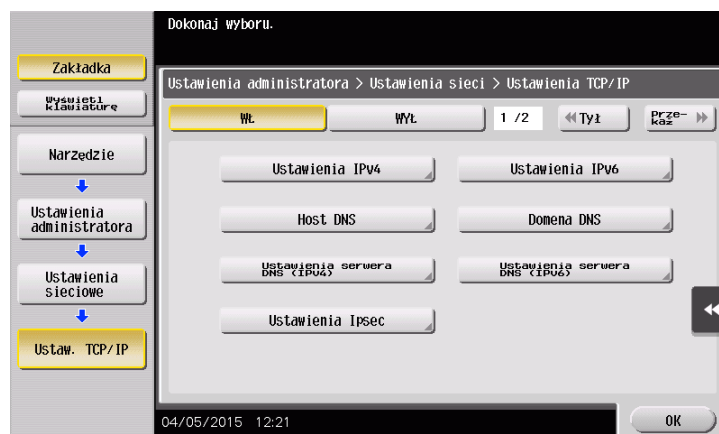 Dokonaj wyboru.
Zakładka
Wyświetl
klawiaturę
Ustawienia administratora > Ustawienia sieci > Ustawienia TCP/IP
WŁ.
WYŁ.
1 /2
Tył
Prze-
kaz
Narzędzie
Ustawienia
administratora
Ustawienia
sieciowe
Ustaw. TCP/IP
Ustawienia IPv4
Ustawienia IPv6
Host DNS
Domena DNS
Ustawienia serwera
DNS (IPv4)
Ustawienia serwera
DNS (IPv6)
Ustawienia Ipsec
04/05/2015 12:21
OK